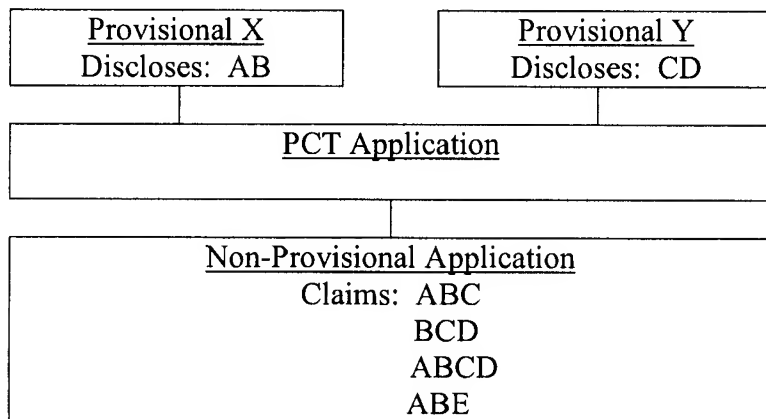 Provisional X
Discloses: AB
Provisional Y
Discloses: CD
PCT Application
Non-Provisional Application
Claims: ABC
BCD
ABCD
ABE